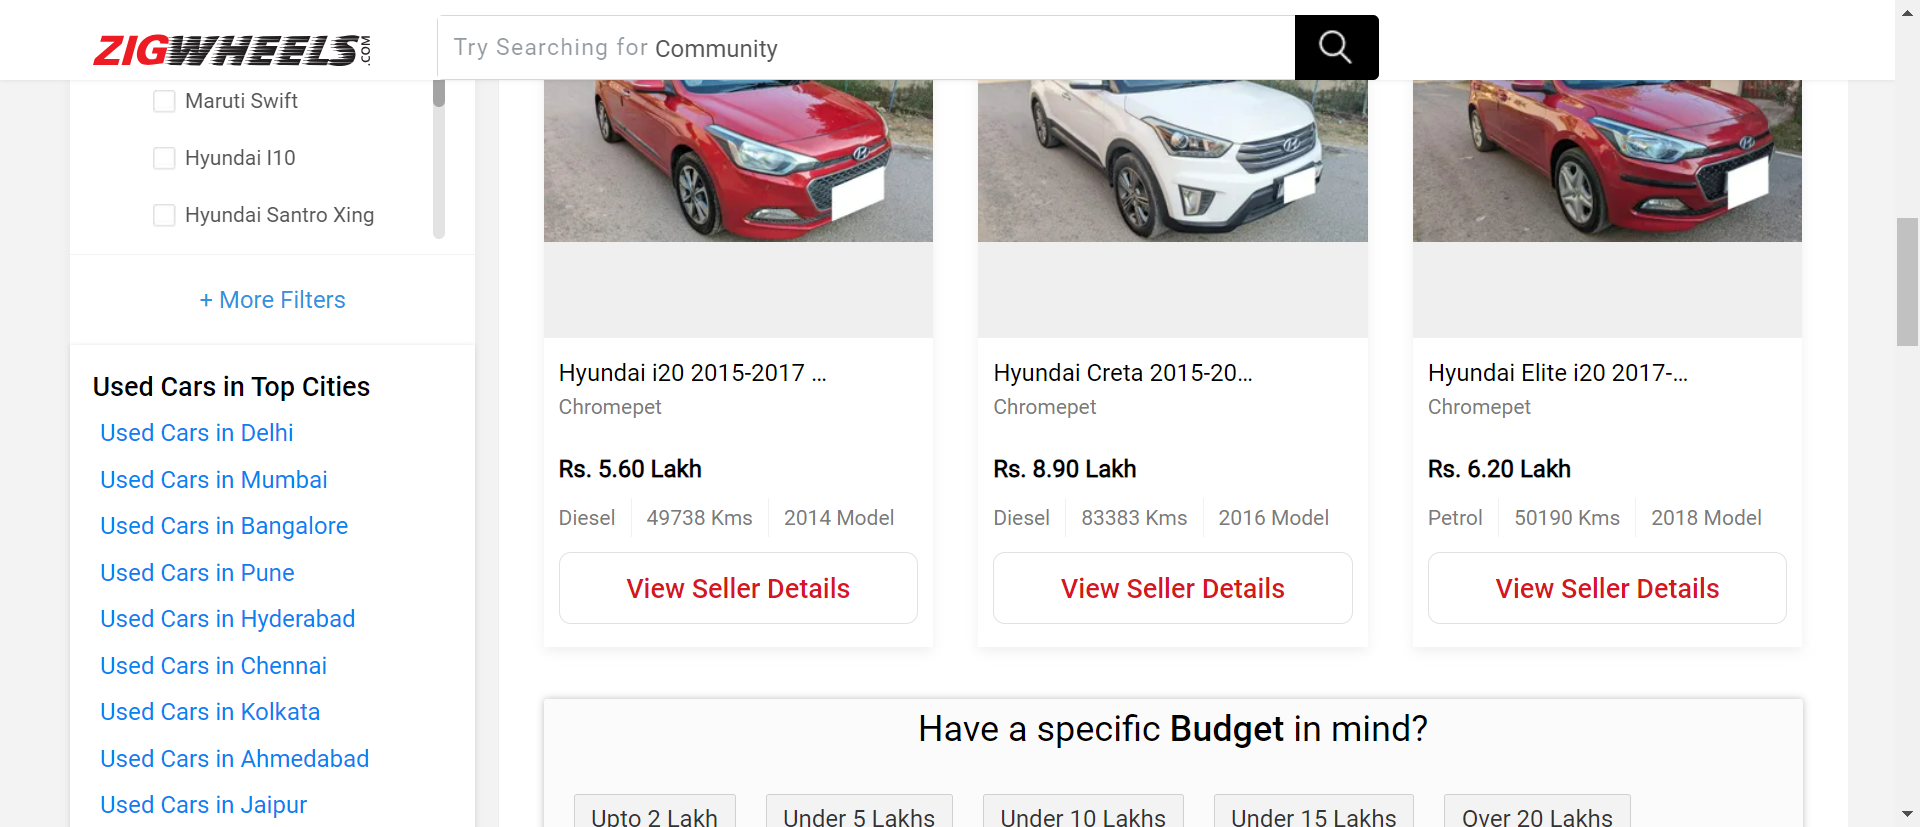 ZIGWHEELS.COM
Try Searching for Community
Maruti Swift
Hyundai I10
Hyundai Santro Xing
+ More Filters
Used Cars in Top Cities
Used Cars in Delhi
Used Cars in Mumbai
Used Cars in Bangalore
Used Cars in Pune
Used Cars in Hyderabad
Used Cars in Chennai
Used Cars in Kolkata
Used Cars in Ahmedabad
Used Cars in Jaipur
Hyundai i20 2015-2017 ...
Chromepet
Rs. 5.60 Lakh
Diesel 49738 Kms 2014 Model
View Seller Details
Hyundai Creta 2015-20...
Chromepet
Rs. 8.90 Lakh
Diesel 83383 Kms 2016 Model
View Seller Details
Hyundai Elite i20 2017-...
Chromepet
Rs. 6.20 Lakh
Petrol 50190 Kms 2018 Model
View Seller Details
Have a specific Budget in mind?
Upto 2 Lakh Under 5 Lakhs Under 10 Lakhs Under 15 Lakhs Over 20 Lakhs